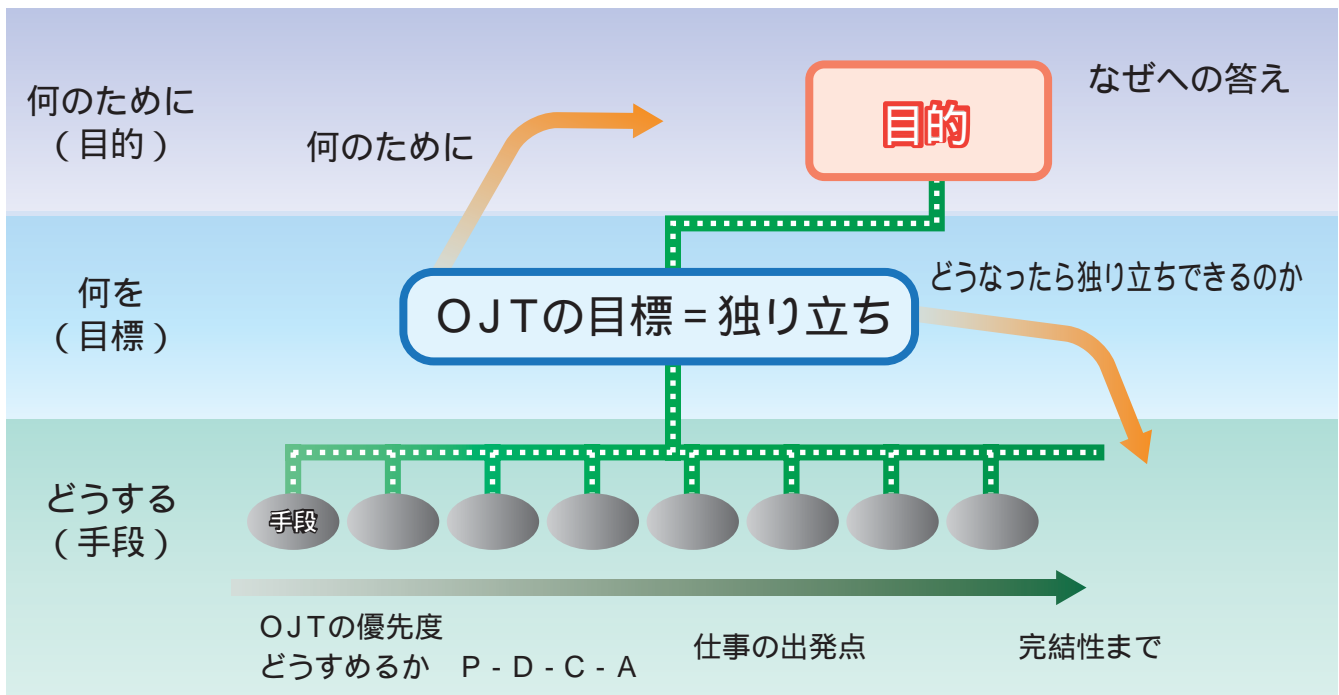 何のために
(目的)
何のために
目的
なぜへの答え
何を
(目標)
OJTの目標=独り立ち
どうなったら独り立ちできるのか
どうする
(手段)
手段
OJTの優先度
どうすめるか P-D-C-A
仕事の出発点
完結性まで